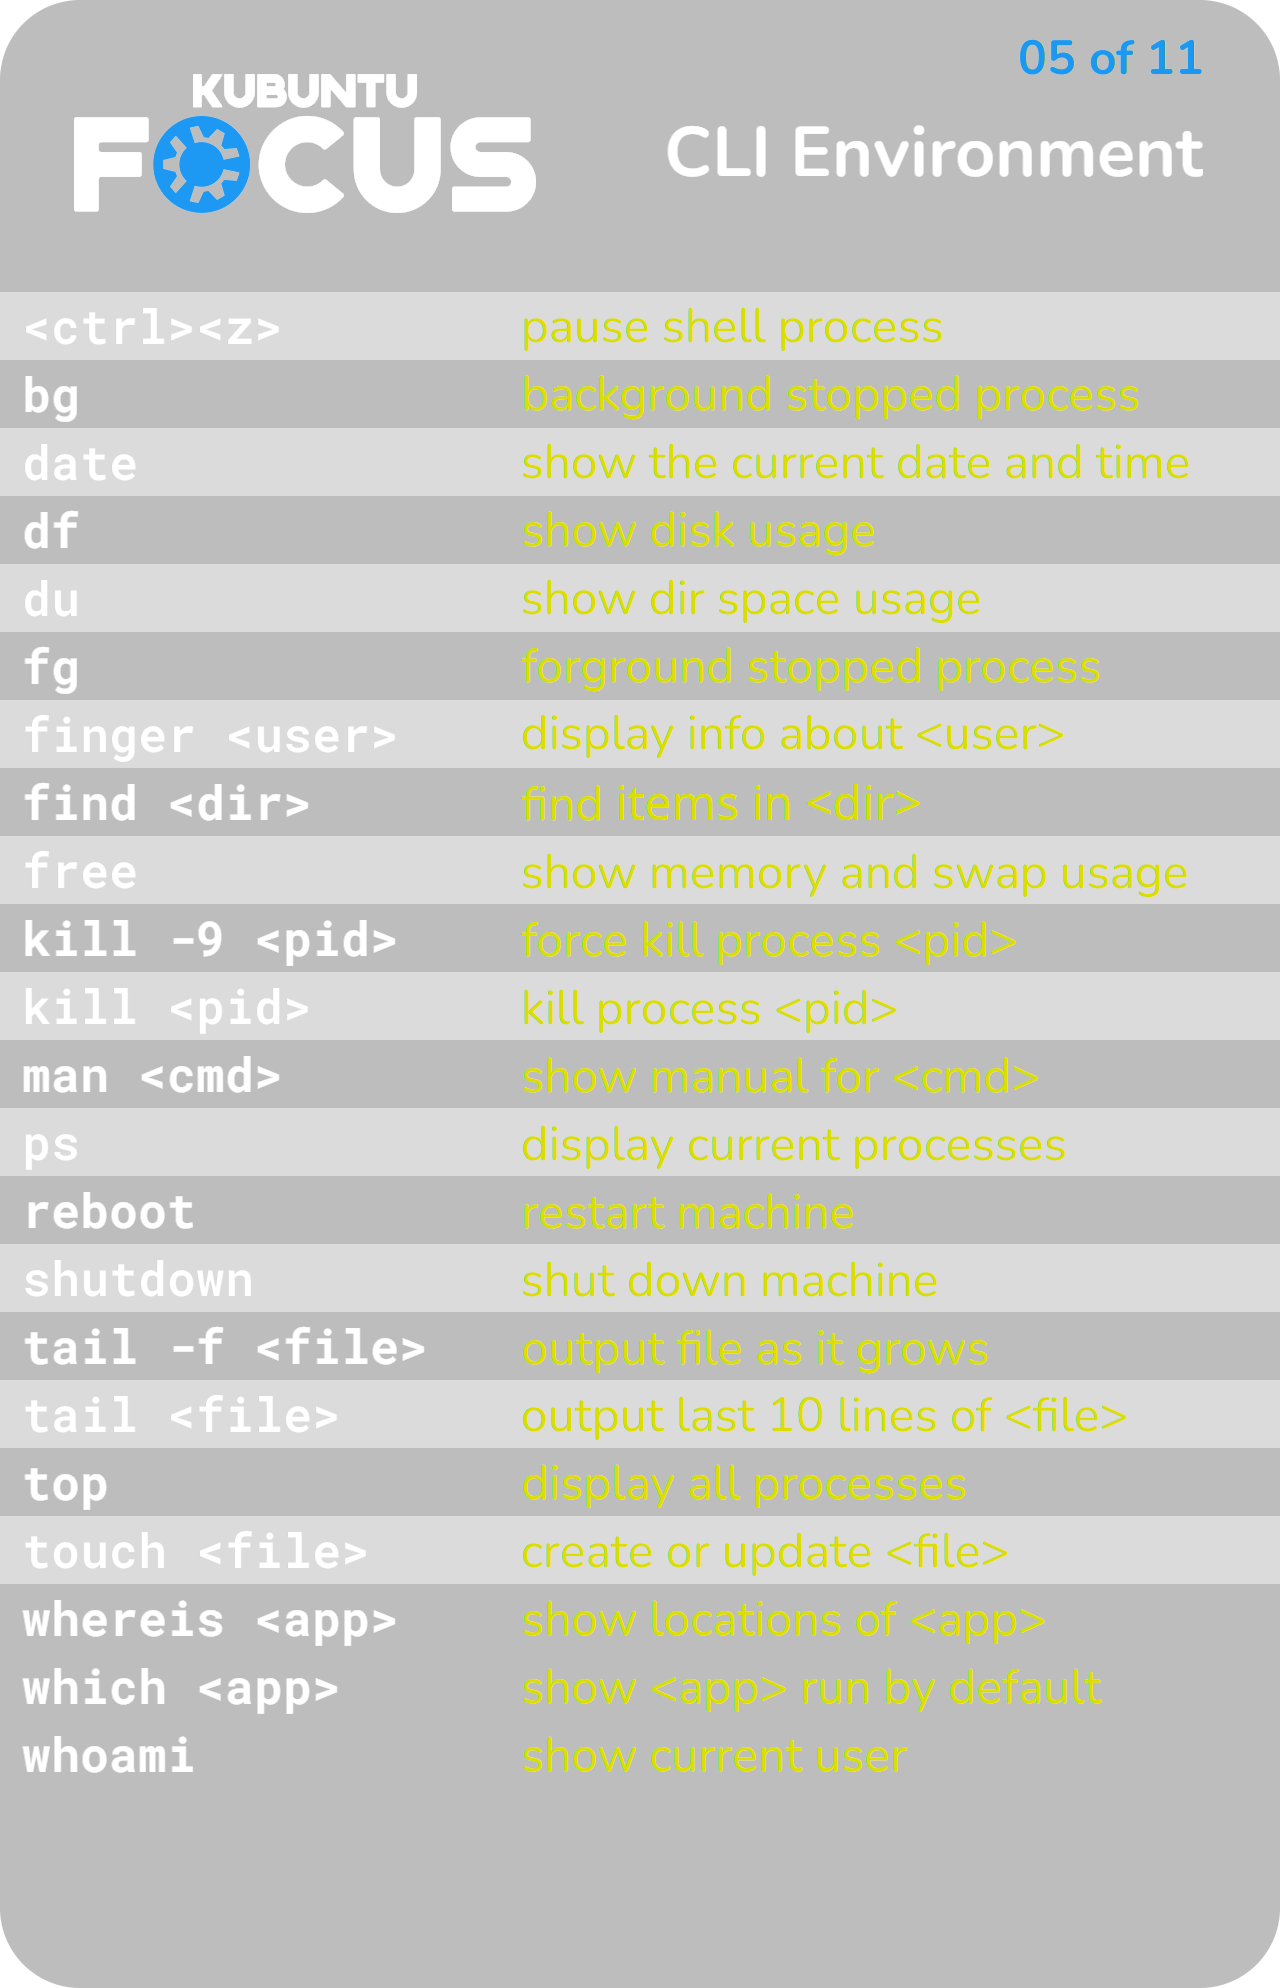 05 of 11
KUBUNTU
FOCUS
CLI Environment
<ctrl><z> pause shell process
bg background stopped process
date show the current date and time
df show disk usage
du show dir space usage
fg forground stopped process
finger <user> display info about <user>
find <dir> find items in <dir>
free show memory and swap usage
kill -9 <pid> force kill process <pid>
kill <pid> kill process <pid>
man <cmd> show manual for <cmd>
ps display current processes
reboot restart machine
shutdown shut down machine
tail -f <file> output file as it grows
tail <file> output last 10 lines of <file>
top display all processes
touch <file> create or update <file>
whereis <app> show locations of <app>
which <app> show <app> run by default
whoami show current user